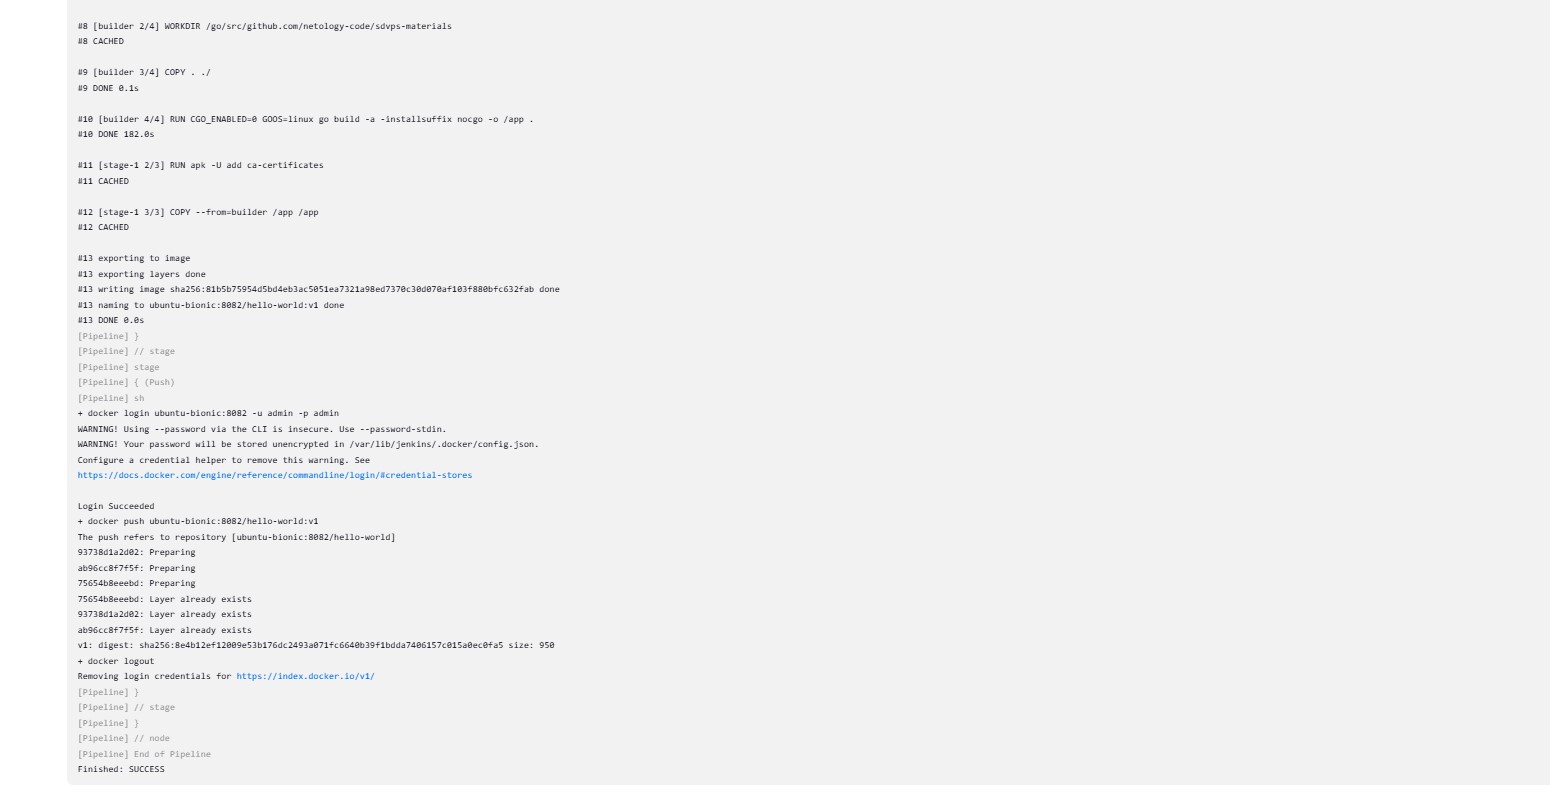 #8 [builder 2/4] WORKDIR /go/src/github.com/netology-code/sdvps-materials
#8 CACHED
#9 [builder 3/4] COPY . ./
#9 DONE 0.1s
#10 [builder 4/4] RUN CGO_ENABLED=0 GOOS=linux go build -a -installsuffix nocgo -o /app .
#10 DONE 182.0s
#11 [stage-1 2/3] RUN apk -U add ca-certificates
#11 CACHED
#12 [stage-1 3/3] COPY --from=builder /app /app
#12 CACHED
#13 exporting to image
#13 exporting layers done
#13 writing image sha256:81b5b75954d5bd4eb3ac5051ea7321a98ed7370c30d070af103f880bfc632fab done
#13 naming to ubuntu-bionic:8082/hello-world:v1 done
#13 DONE 0.0s
[Pipeline] }
[Pipeline] // stage
[Pipeline] stage
[Pipeline] { (Push)
[Pipeline] sh
+ docker login ubuntu-bionic:8082 -u admin -p admin
WARNING! Using --password via the CLI is insecure. Use --password-stdin.
WARNING! Your password will be stored unencrypted in /var/lib/jenkins/.docker/config.json.
Configure a credential helper to remove this warning. See
https://docs.docker.com/engine/reference/commandline/login/#credential-stores
Login Succeeded
+ docker push ubuntu-bionic:8082/hello-world:v1
The push refers to repository [ubuntu-bionic:8082/hello-world]
93738d1a2d02: Preparing
ab96cc8f7f5f: Preparing
75654b8eeebd: Preparing
75654b8eeebd: Layer already exists
93738d1a2d02: Layer already exists
ab96cc8f7f5f: Layer already exists
v1: digest: sha256:8e4b12ef12009e53b176dc2493a071fc6640b39f1bdda7406157c015a0ec0fa5 size: 950
+ docker logout
Removing login credentials for https://index.docker.io/v1/
[Pipeline] }
[Pipeline] // stage
[Pipeline] }
[Pipeline] // node
[Pipeline] End of Pipeline
Finished: SUCCESS